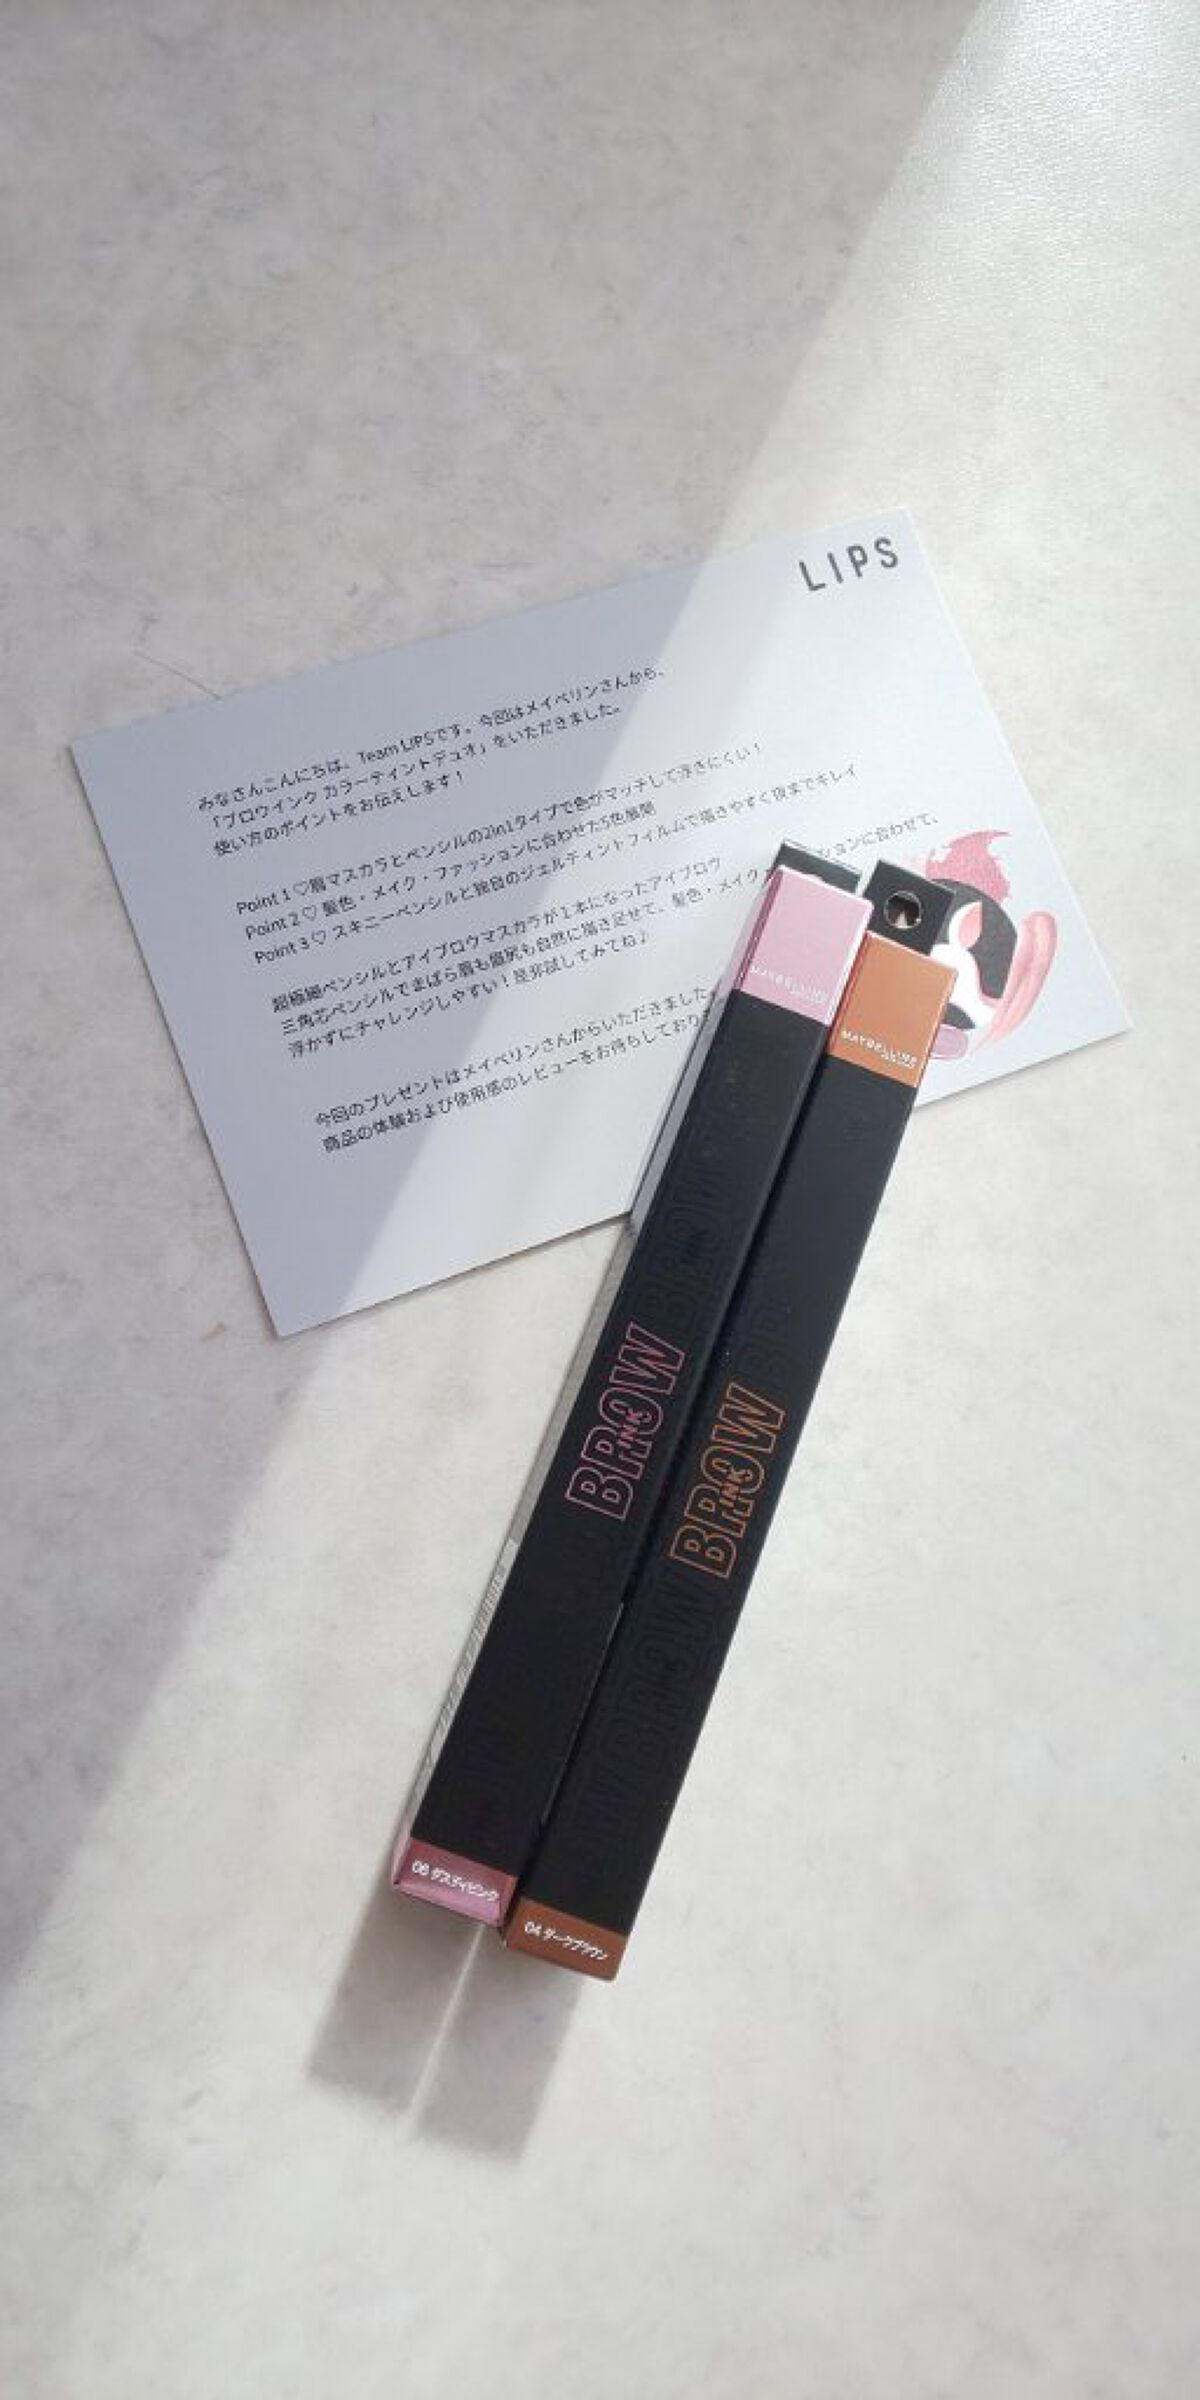 LIPS
みなさんこんにちは、Team LIPSです。今回はメイベリンさんから、
「ブロウインク カラーティントデュオ」をいただきました。
使い方のポイントをお伝えします！
Point 1♡眉マスカラとペンシルの2in1タイプで色がマッチして浮きにくい！
Point 2♡ 髪色・メイク・ファッションに合わせた5色展開
Point 3♡ スキニーペンシルと独自のジェルティントフィルムで描きやすく夜までキレイ
超極細ペンシルとアイブロウマスカラが1本になったアイブロウ
三角芯ペンシルでまばら眉も眉尻も自然に描き足せて、髪色・メイク ションに合わせて、
浮かずにチャレンジしやすい！是非試してみてね♪
今回のプレゼントはメイベリンさんからいただきました。
商品の体験および使用感のレビューをお待ちしており
MAYBELLINE
MAYBELLINE
BROW INK
BROW
BROW INK
BROW
06 ダスティピンク
04 ダークブラウン